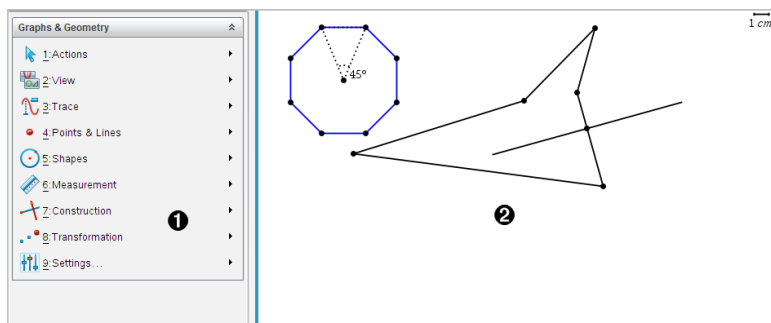 Graphs & Geometry
1:Actions
2:View
3:Trace
4:Points & Lines
5:Shapes
6:Measurement
7:Construction
8:Transformation
9:Settings...
❶
45°
1 cm
❷